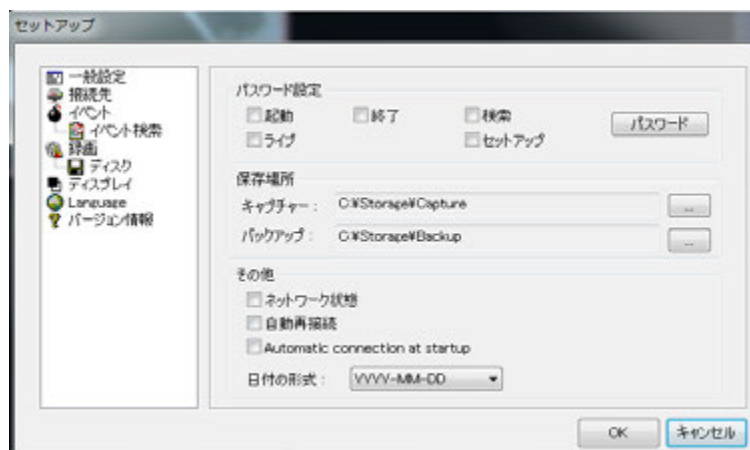 セットアップ
一般設定
接続先
イベント
イベント検索
録画
ディスク
ディスプレイ
Language
バージョン情報
パスワード設定
起動
終了
検索
パスワード
ライブ
セットアップ
保存場所
キャプチャー:
C:¥Storage¥Capture
...
バックアップ:
C:¥Storage¥Backup
...
その他
ネットワーク状態
自動再接続
Automatic connection at startup
日付の形式:
YYYY-MM-DD
OK
キャンセル